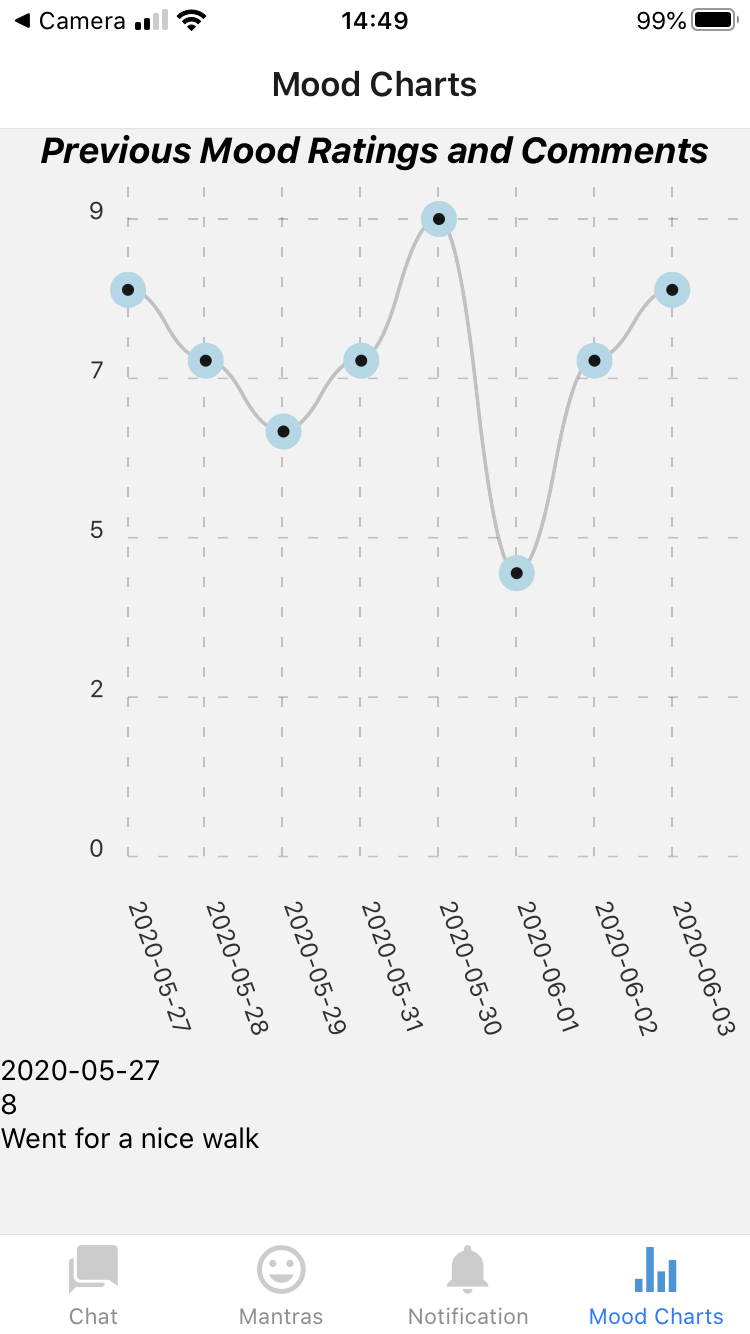 Camera 14:49 99%
Mood Charts
Previous Mood Ratings and Comments
9
7
5
2
0
2020-05-27 2020-05-28 2020-05-29 2020-05-31 2020-05-30 2020-06-01 2020-06-02 2020-06-03
2020-05-27
8
Went for a nice walk
Chat Mantras Notification Mood Charts